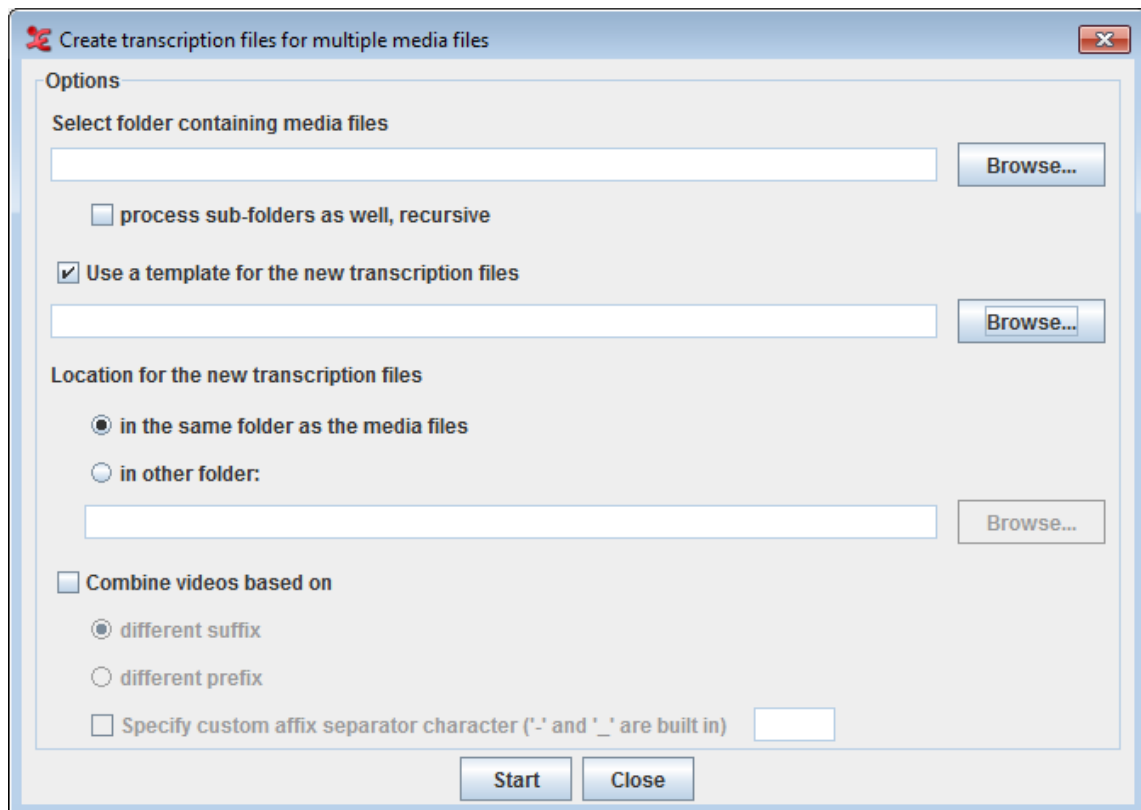 Create transcription files for multiple media files
Options
Select folder containing media files
Browse...
process sub-folders as well, recursive
Use a template for the new transcription files
Browse...
Location for the new transcription files
in the same folder as the media files
in other folder:
Browse...
Combine videos based on
different suffix
different prefix
Specify custom affix separator character ('-' and '_' are built in)
Start Close